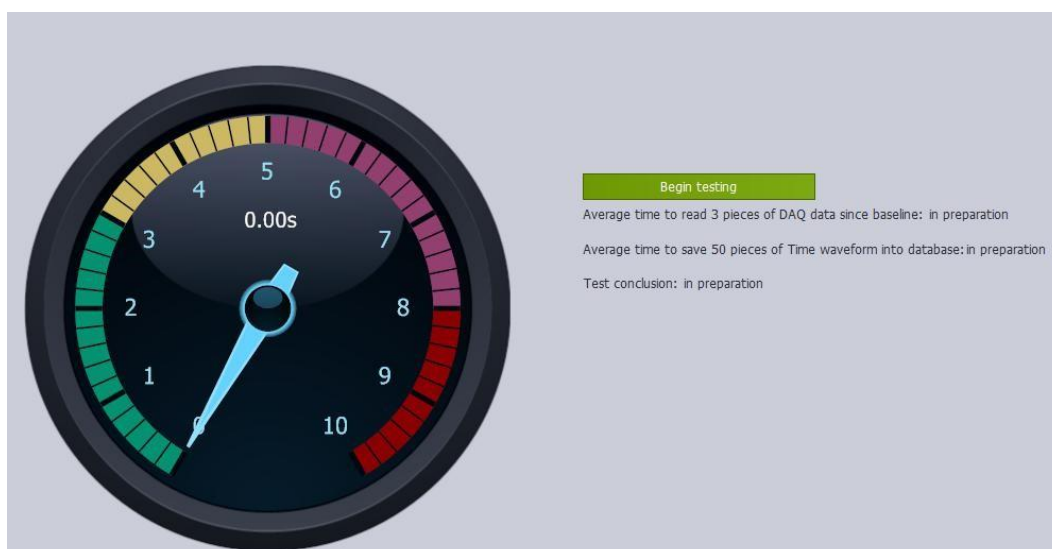 5
4
6
0.00s
3
7
2
8
1
9
0
10
Begin testing
Average time to read 3 pieces of DAQ data since baseline: in preparation
Average time to save 50 pieces of Time waveform into database: in preparation
Test conclusion: in preparation